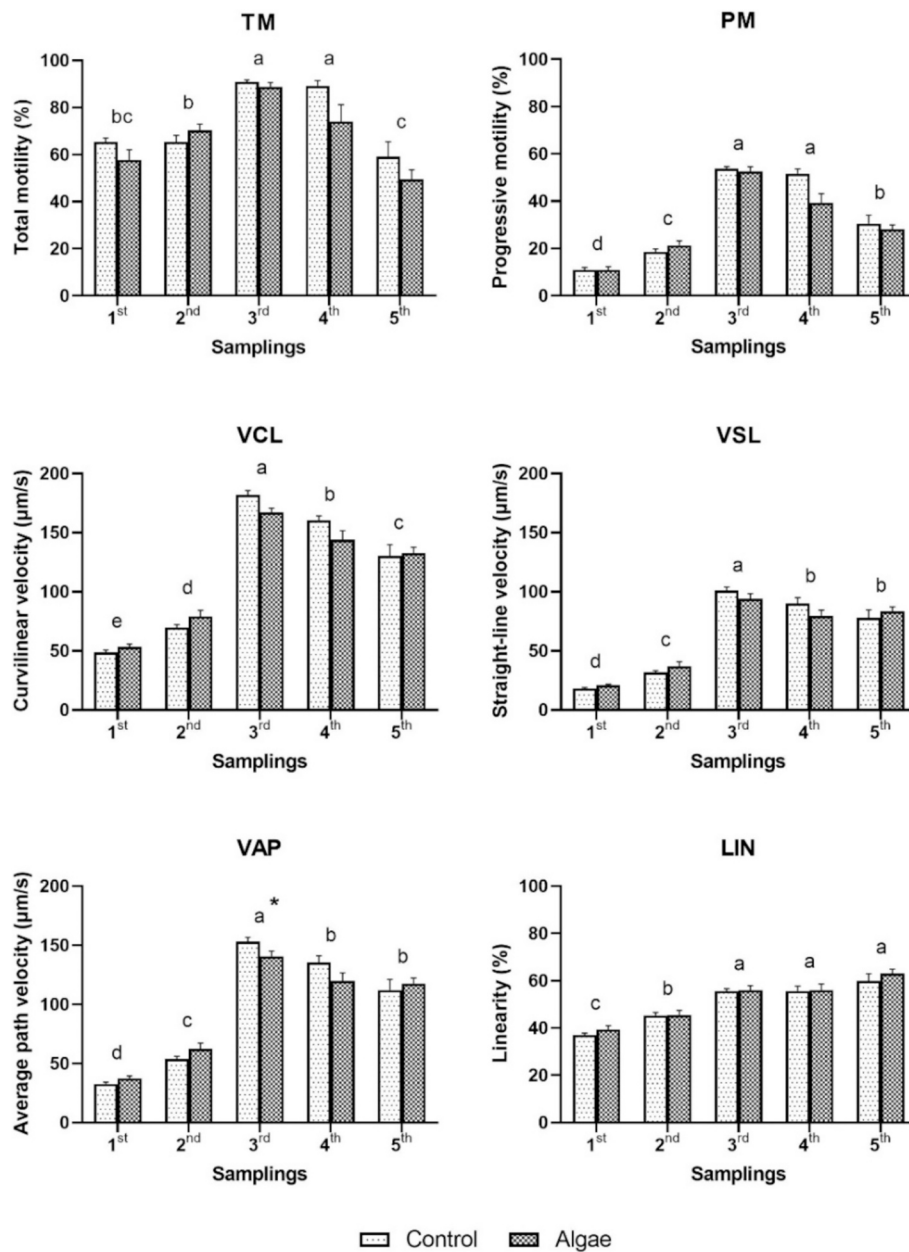 TM
Total motility (%)
100
80
60
40
20
0
bc
b
a
a
c
1st
2nd
3rd
4th
5th
Samplings
PM
Progressive motility (%)
100
80
60
40
20
0
d
c
a
a
b
1st
2nd
3rd
4th
5th
Samplings
VCL
Curvilinear velocity (µm/s)
200
150
100
50
0
e
d
a
b
c
1st
2nd
3rd
4th
5th
Samplings
VSL
Straight-line velocity (µm/s)
200
150
100
50
0
d
c
a
b
b
1st
2nd
3rd
4th
5th
Samplings
VAP
Average path velocity (µm/s)
200
150
100
50
0
d
c
a *
b
b
1st
2nd
3rd
4th
5th
Samplings
LIN
Linearity (%)
100
80
60
40
20
0
c
b
a
a
a
1st
2nd
3rd
4th
5th
Samplings
Control
Algae